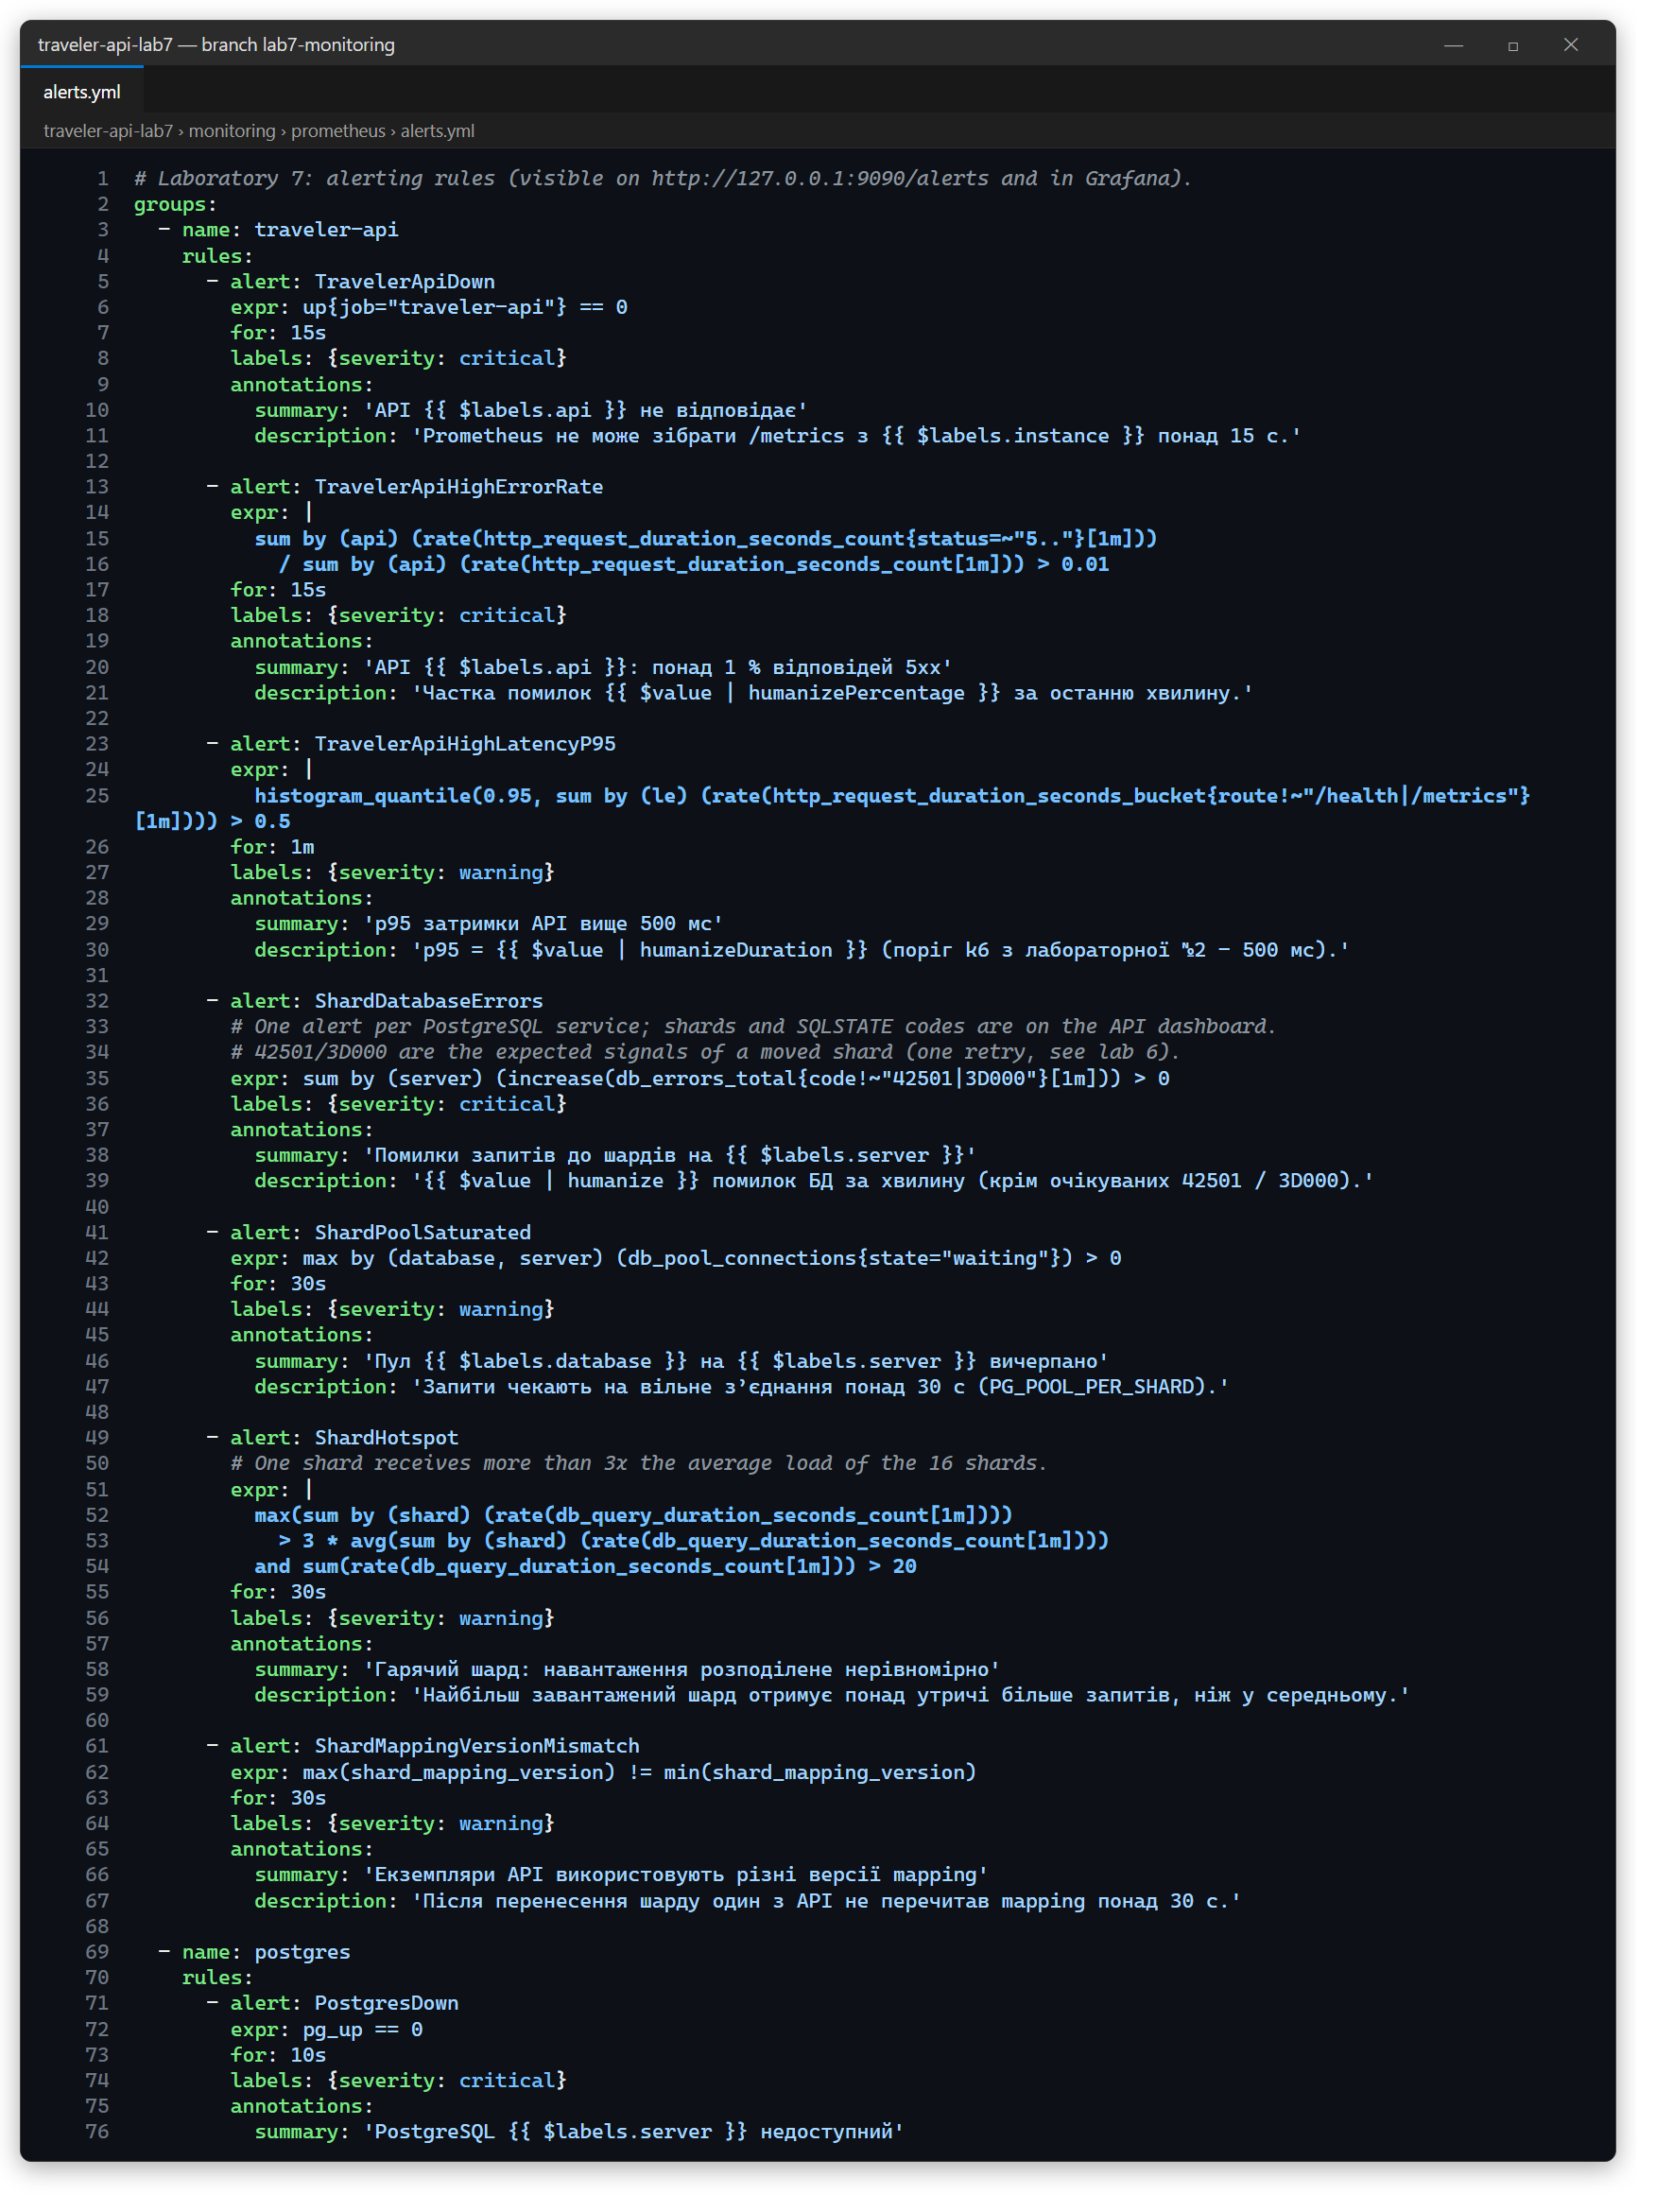 traveler-api-lab7 — branch lab7-monitoring
alerts.yml
traveler-api-lab7 › monitoring › prometheus › alerts.yml
1 # Laboratory 7: alerting rules (visible on http://127.0.0.1:9090/alerts and in Grafana).
2 groups:
3   - name: traveler-api
4     rules:
5       - alert: TravelerApiDown
6         expr: up{job="traveler-api"} == 0
7         for: 15s
8         labels: {severity: critical}
9         annotations:
10           summary: 'API {{ $labels.api }} не відповідає'
11           description: 'Prometheus не може зібрати /metrics з {{ $labels.instance }} понад 15 с.'
12
13       - alert: TravelerApiHighErrorRate
14         expr: |
15           sum by (api) (rate(http_request_duration_seconds_count{status=~"5.."}[1m]))
16             / sum by (api) (rate(http_request_duration_seconds_count[1m])) > 0.01
17         for: 15s
18         labels: {severity: critical}
19         annotations:
20           summary: 'API {{ $labels.api }}: понад 1 % відповідей 5xx'
21           description: 'Частка помилок {{ $value | humanizePercentage }} за останню хвилину.'
22
23       - alert: TravelerApiHighLatencyP95
24         expr: |
25           histogram_quantile(0.95, sum by (le) (rate(http_request_duration_seconds_bucket{route!~"/health|/metrics"}
[1m]))) > 0.5
26         for: 1m
27         labels: {severity: warning}
28         annotations:
29           summary: 'p95 затримки API вище 500 мс'
30           description: 'p95 = {{ $value | humanizeDuration }} (поріг k6 з лабораторної №2 — 500 мс).'
31
32       - alert: ShardDatabaseErrors
33         # One alert per PostgreSQL service; shards and SQLSTATE codes are on the API dashboard.
34         # 42501/3D000 are the expected signals of a moved shard (one retry, see lab 6).
35         expr: sum by (server) (increase(db_errors_total{code!~"42501|3D000"}[1m])) > 0
36         labels: {severity: critical}
37         annotations:
38           summary: 'Помилки запитів до шардів на {{ $labels.server }}'
39           description: '{{ $value | humanize }} помилок БД за хвилину (крім очікуваних 42501 / 3D000).'
40
41       - alert: ShardPoolSaturated
42         expr: max by (database, server) (db_pool_connections{state="waiting"}) > 0
43         for: 30s
44         labels: {severity: warning}
45         annotations:
46           summary: 'Пул {{ $labels.database }} на {{ $labels.server }} вичерпано'
47           description: 'Запити чекають на вільне з’єднання понад 30 с (PG_POOL_PER_SHARD).'
48
49       - alert: ShardHotspot
50         # One shard receives more than 3x the average load of the 16 shards.
51         expr: |
52           max(sum by (shard) (rate(db_query_duration_seconds_count[1m])))
53             > 3 * avg(sum by (shard) (rate(db_query_duration_seconds_count[1m])))
54           and sum(rate(db_query_duration_seconds_count[1m])) > 20
55         for: 30s
56         labels: {severity: warning}
57         annotations:
58           summary: 'Гарячий шард: навантаження розподілене нерівномірно'
59           description: 'Найбільш завантажений шард отримує понад утричі більше запитів, ніж у середньому.'
60
61       - alert: ShardMappingVersionMismatch
62         expr: max(shard_mapping_version) != min(shard_mapping_version)
63         for: 30s
64         labels: {severity: warning}
65         annotations:
66           summary: 'Екземпляри API використовують різні версії mapping'
67           description: 'Після перенесення шарду один з API не перечитав mapping понад 30 с.'
68
69   - name: postgres
70     rules:
71       - alert: PostgresDown
72         expr: pg_up == 0
73         for: 10s
74         labels: {severity: critical}
75         annotations:
76           summary: 'PostgreSQL {{ $labels.server }} недоступний'